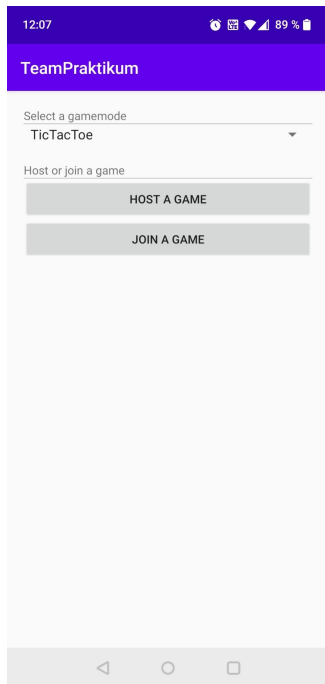 12:07
89 %
TeamPraktikum
Select a gamemode
TicTacToe
Host or join a game
HOST A GAME
JOIN A GAME